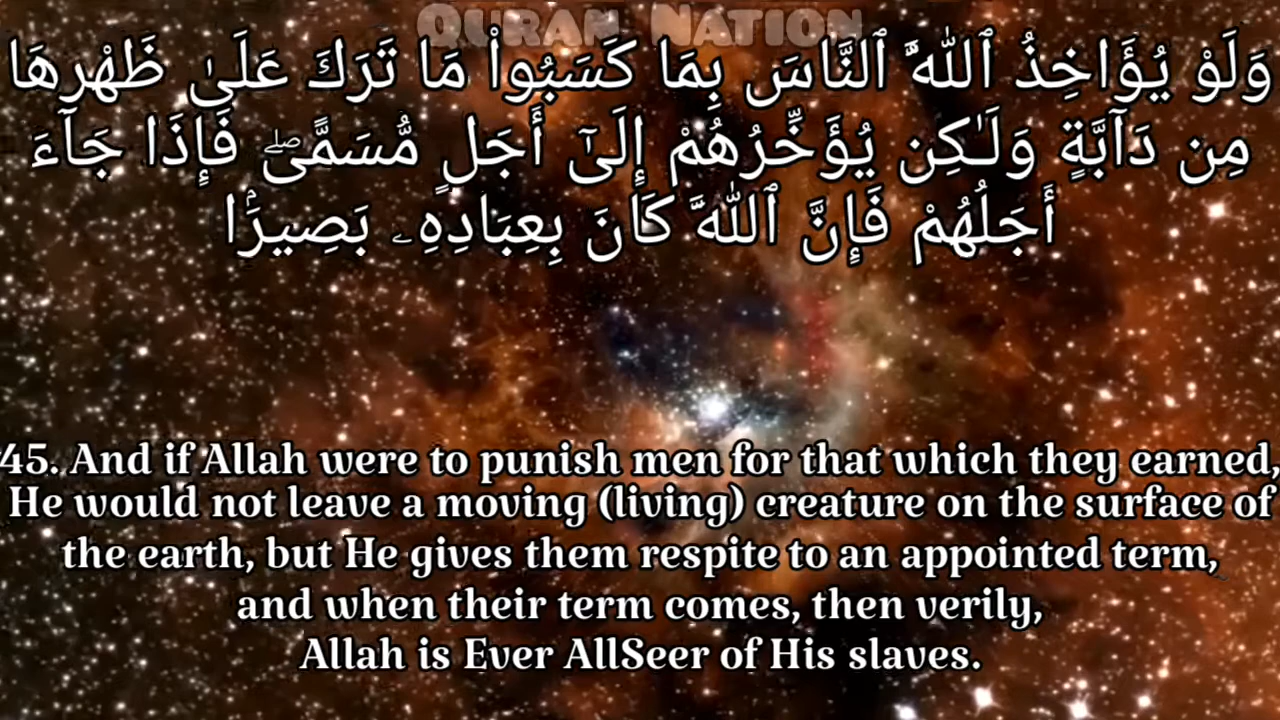 QURAN NATION
وَلَوْ يُؤَاخِذُ ٱللَّهُ ٱلنَّاسَ بِمَا كَسَبُوا۟ مَا تَرَكَ عَلَىٰ ظَهْرِهَا
مِن دَآبَّةٍ وَلَـٰكِن يُؤَخِّرُهُمْ إِلَىٰٓ أَجَلٍ مُّسَمًّىۖ فَإِذَا جَآءَ
أَجَلُهُمْ فَإِنَّ ٱللَّهَ كَانَ بِعِبَادِهِۦ بَصِيرًۢا
45. And if Allah were to punish men for that which they earned,
He would not leave a moving (living) creature on the surface of
the earth, but He gives them respite to an appointed term,
and when their term comes, then verily,
Allah is Ever AllSeer of His slaves.